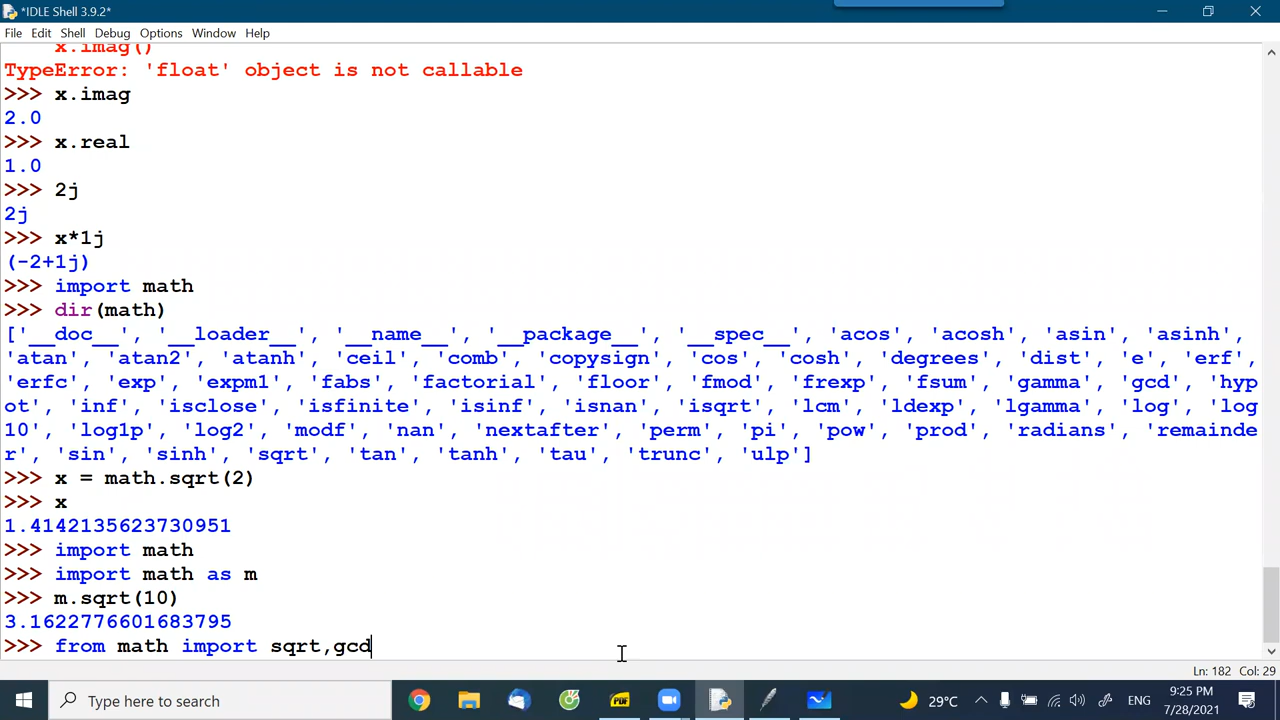 *IDLE Shell 3.9.2*
File Edit Shell Debug Options Window Help
x.imag()
TypeError: 'float' object is not callable
>>> x.imag
2.0
>>> x.real
1.0
>>> 2j
2j
>>> x*1j
(-2+1j)
>>> import math
>>> dir(math)
['__doc__', '__loader__', '__name__', '__package__', '__spec__', 'acos', 'acosh', 'asin', 'asinh',
'atan', 'atan2', 'atanh', 'ceil', 'comb', 'copysign', 'cos', 'cosh', 'degrees', 'dist', 'e', 'erf',
'erfc', 'exp', 'expm1', 'fabs', 'factorial', 'floor', 'fmod', 'frexp', 'fsum', 'gamma', 'gcd', 'hyp
ot', 'inf', 'isclose', 'isfinite', 'isinf', 'isnan', 'isqrt', 'lcm', 'ldexp', 'lgamma', 'log', 'log
10', 'log1p', 'log2', 'modf', 'nan', 'nextafter', 'perm', 'pi', 'pow', 'prod', 'radians', 'remainde
r', 'sin', 'sinh', 'sqrt', 'tan', 'tanh', 'tau', 'trunc', 'ulp']
>>> x = math.sqrt(2)
>>> x
1.4142135623730951
>>> import math
>>> import math as m
>>> m.sqrt(10)
3.1622776601683795
>>> from math import sqrt,gcd
Ln: 182 Col: 29
Type here to search
PDF
29°C
ENG
9:25 PM
7/28/2021